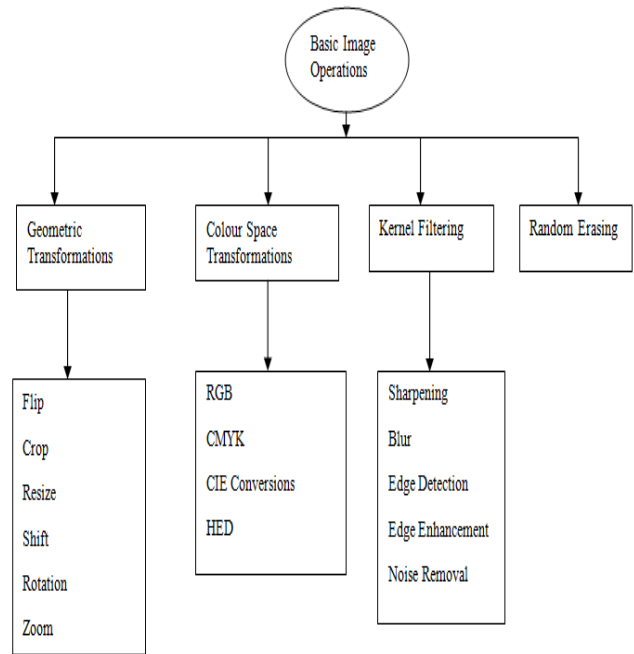 Basic Image
Operations
Geometric
Transformations
Colour Space
Transformations
Kernel Filtering
Random Erasing
Flip
Crop
Resize
Shift
Rotation
Zoom
RGB
CMYK
CIE Conversions
HED
Sharpening
Blur
Edge Detection
Edge Enhancement
Noise Removal